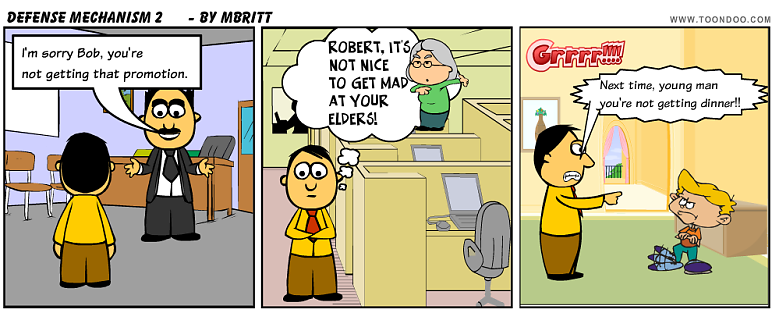 DEFENSE MECHANISM 2 - BY MBRITT
WWW.TOONDOO.COM
I'm sorry Bob, you're
not getting that promotion.
ROBERT, IT'S
NOT NICE
TO GET MAD
AT YOUR
ELDERS!
Grrrr!!!!
Next time, young man
you're not getting dinner!!